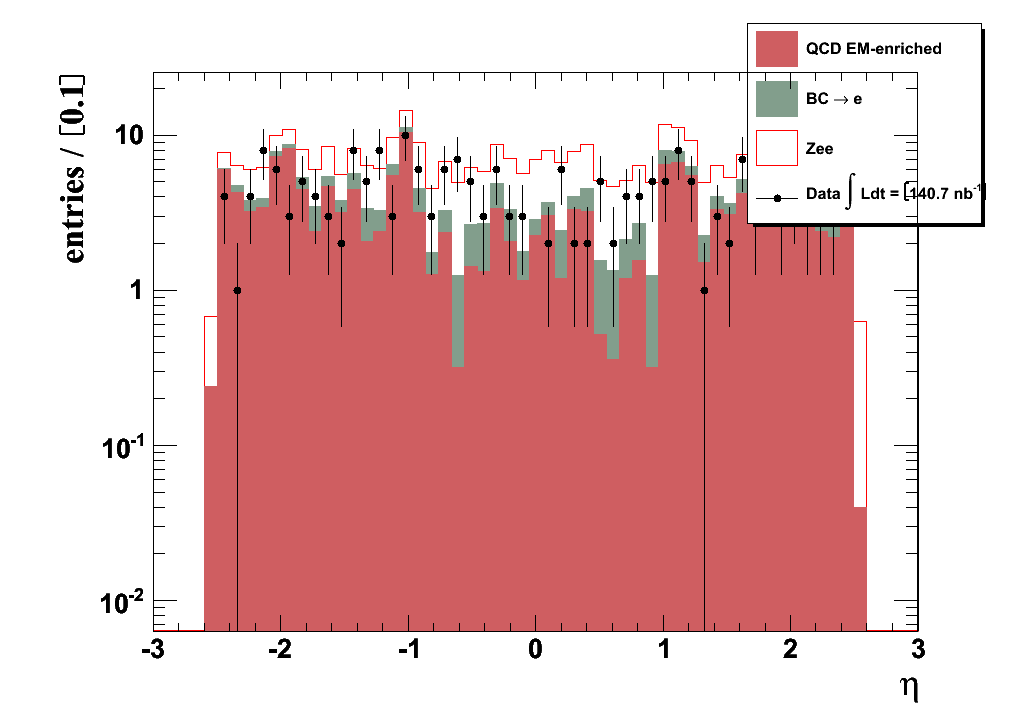 entries / [0.1]
QCD EM-enriched
BC → e
Zee
Data ∫ Ldt = [140.7 nb⁻¹
10
1
10⁻¹
10⁻²
-3 -2 -1 0 1 2 3
η